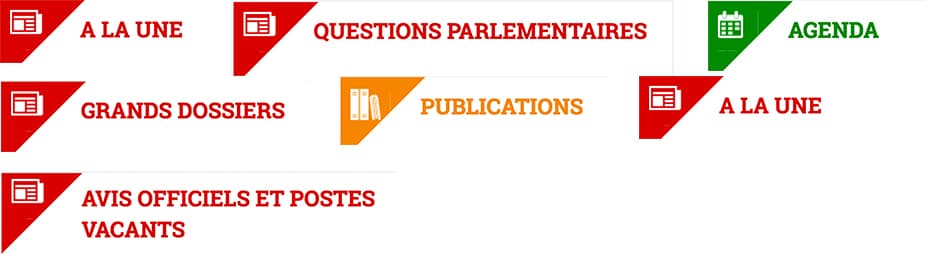 A LA UNE
QUESTIONS PARLEMENTAIRES
AGENDA
GRANDS DOSSIERS
PUBLICATIONS
A LA UNE
AVIS OFFICIELS ET POSTES
VACANTS